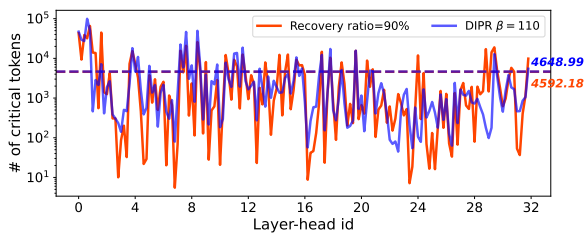 Recovery ratio=90% DIPR β = 110
# of critical tokens
10⁵
10⁴
10³
10²
10¹
4648.99
4592.18
0 4 8 12 16 20 24 28 32
Layer-head id